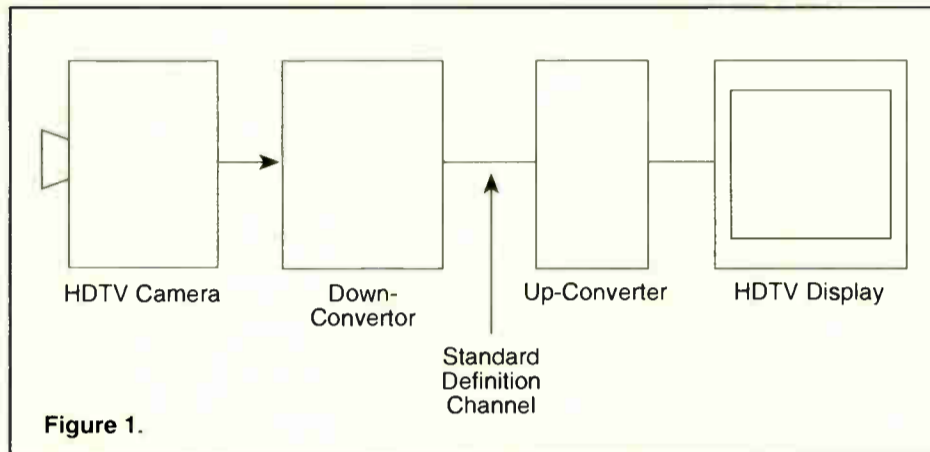 HDTV Camera
Down-
Convertor
Up-Converter
HDTV Display
Standard
Definition
Channel
Figure 1.